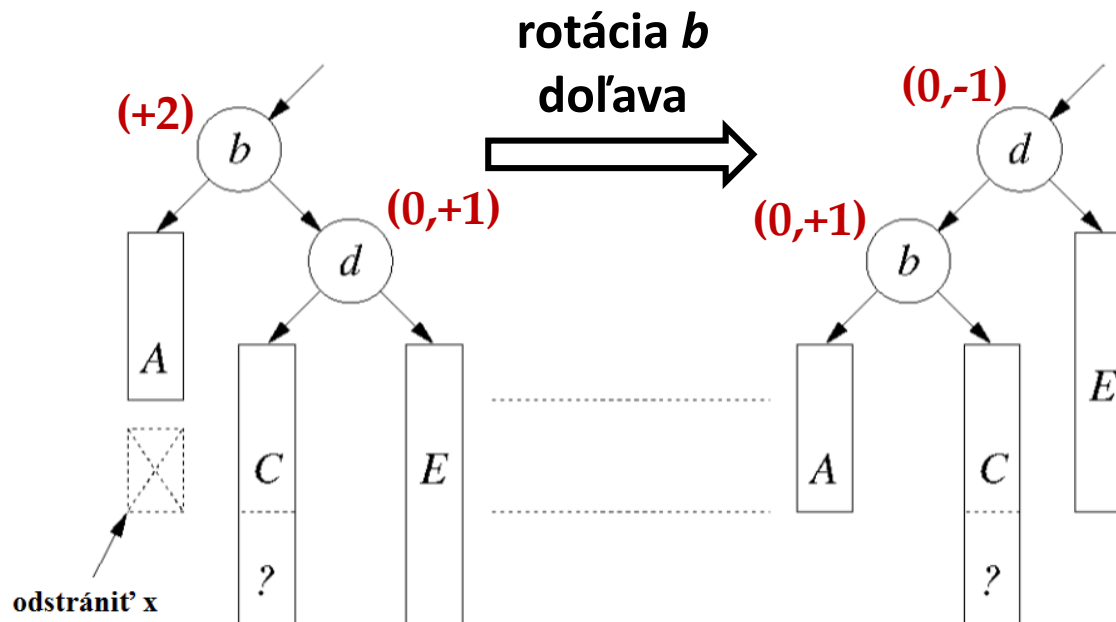 rotácia b
doľava
(+2)
b
(0,+1)
d
A
C
E
?
odstrániť x
(0,-1)
d
(0,+1)
b
A
C
E
?